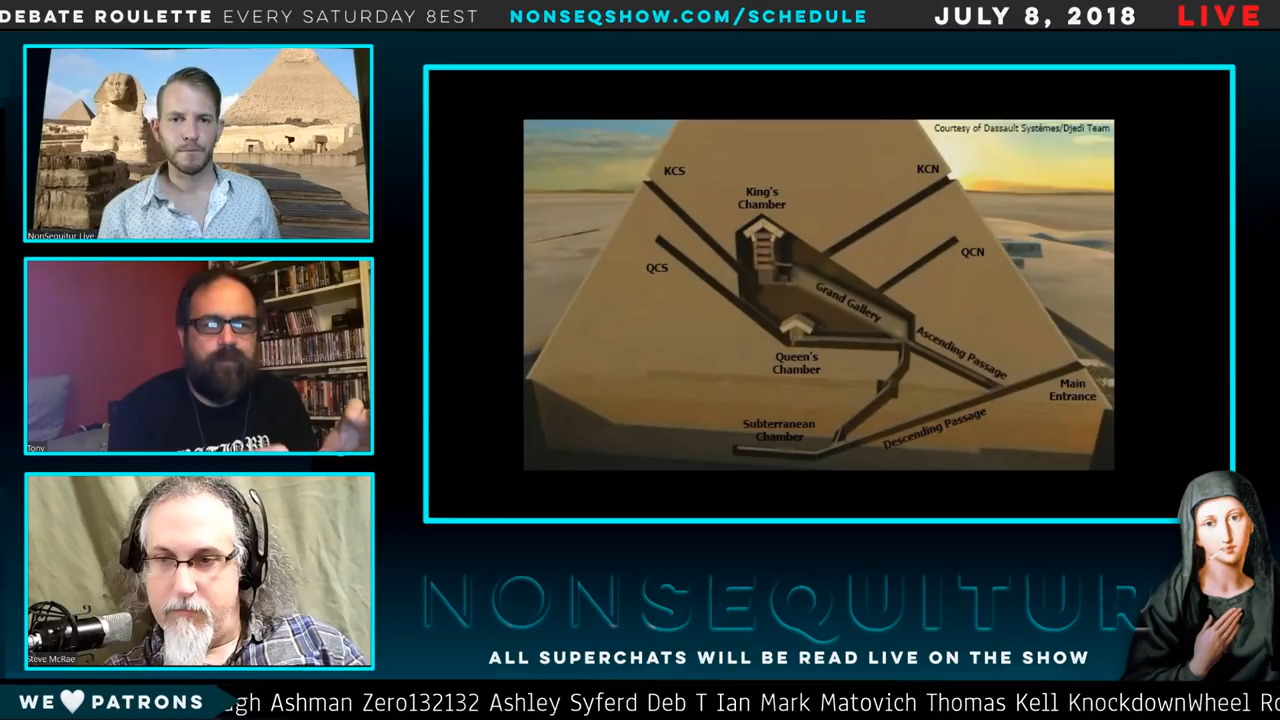 DEBATE ROULETTE EVERY SATURDAY 8EST NONSEQSHOW.COM/SCHEDULE JULY 8, 2018 LIVE
NonSequitur Live
Tony
Steve McRae
Courtesy of Dassault Systèmes/Djedi Team
KCS
KCN
King's
Chamber
QCS
QCN
Grand Gallery
Ascending Passage
Queen's
Chamber
Main
Entrance
Subterranean
Chamber
Descending Passage
NONSEQUITUR
ALL SUPERCHATS WILL BE READ LIVE ON THE SHOW
WE PATRONS
Ashman Zero132132 Ashley Syferd Deb T Ian Mark Matovich Thomas Kell KnockdownWheel